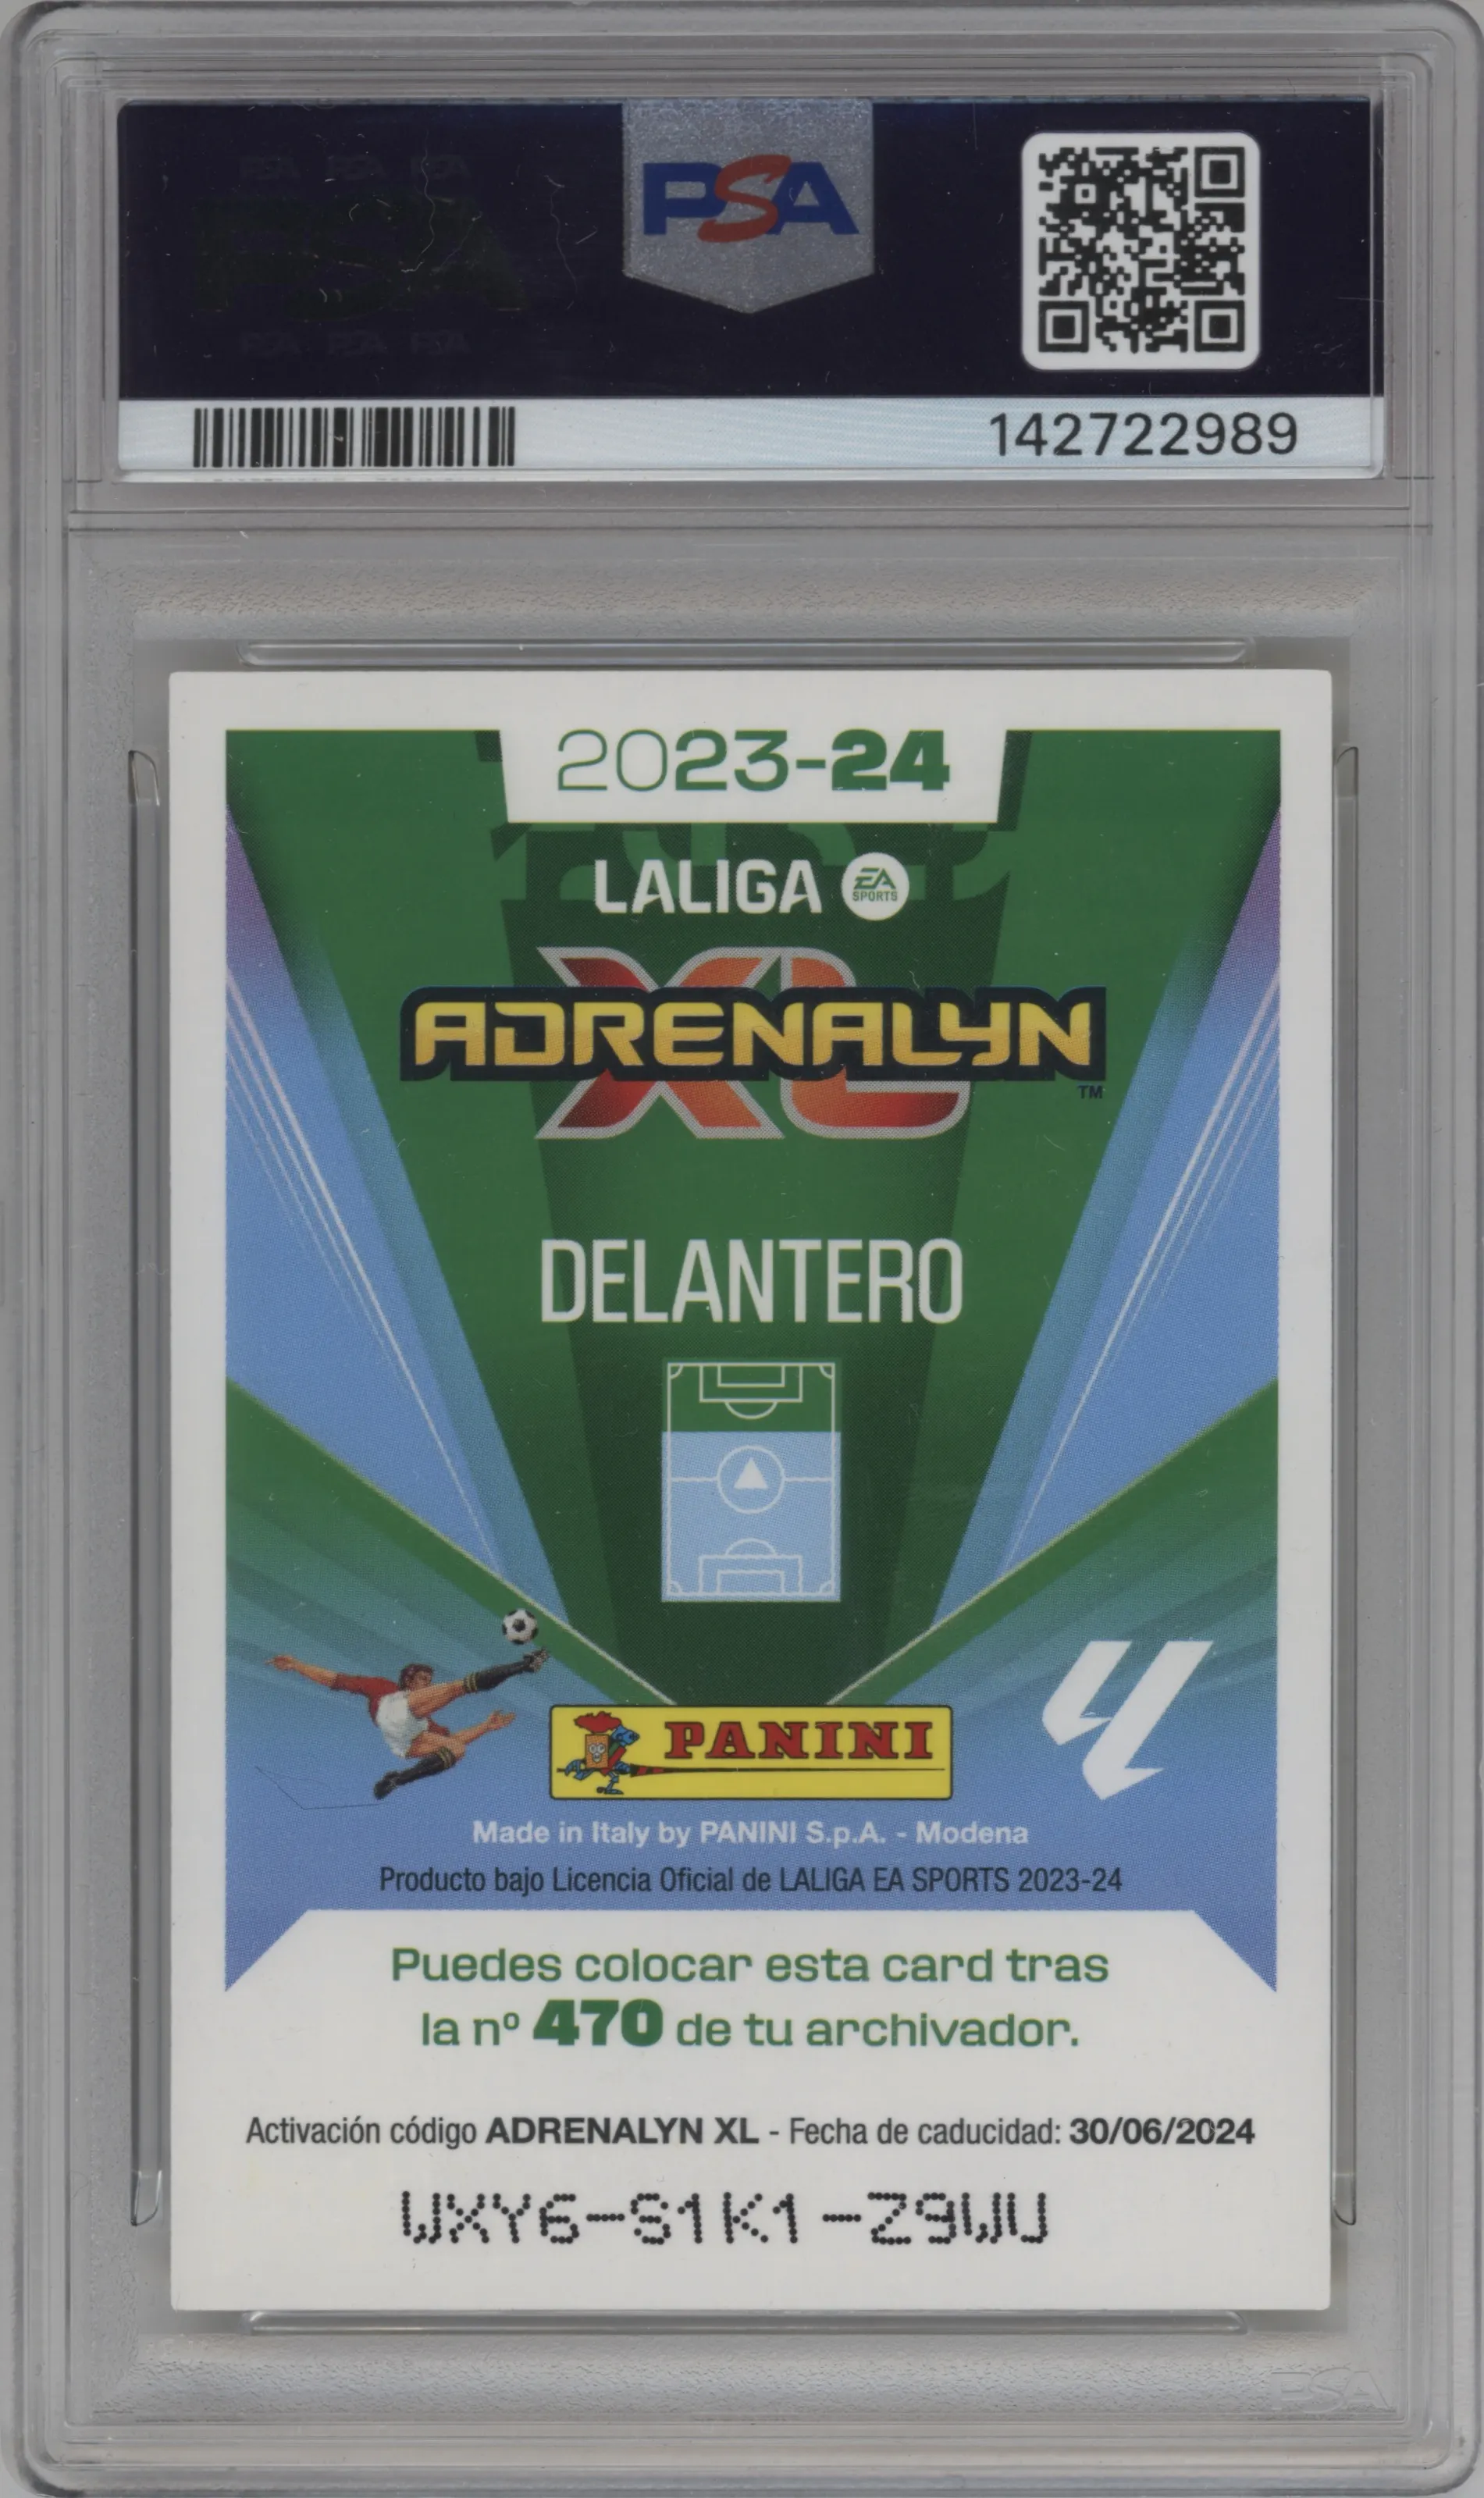 PSA
142722989
2023-24
LALIGA EA SPORTS
XL
ADRENALYN
TM
DELANTERO
PANINI
Made in Italy by PANINI S.p.A. - Modena
Producto bajo Licencia Oficial de LALIGA EA SPORTS 2023-24
Puedes colocar esta card tras
la nº 470 de tu archivador.
Activación código ADRENALYN XL - Fecha de caducidad: 30/06/2024
WXY6-S1K1-Z9WU
PSA